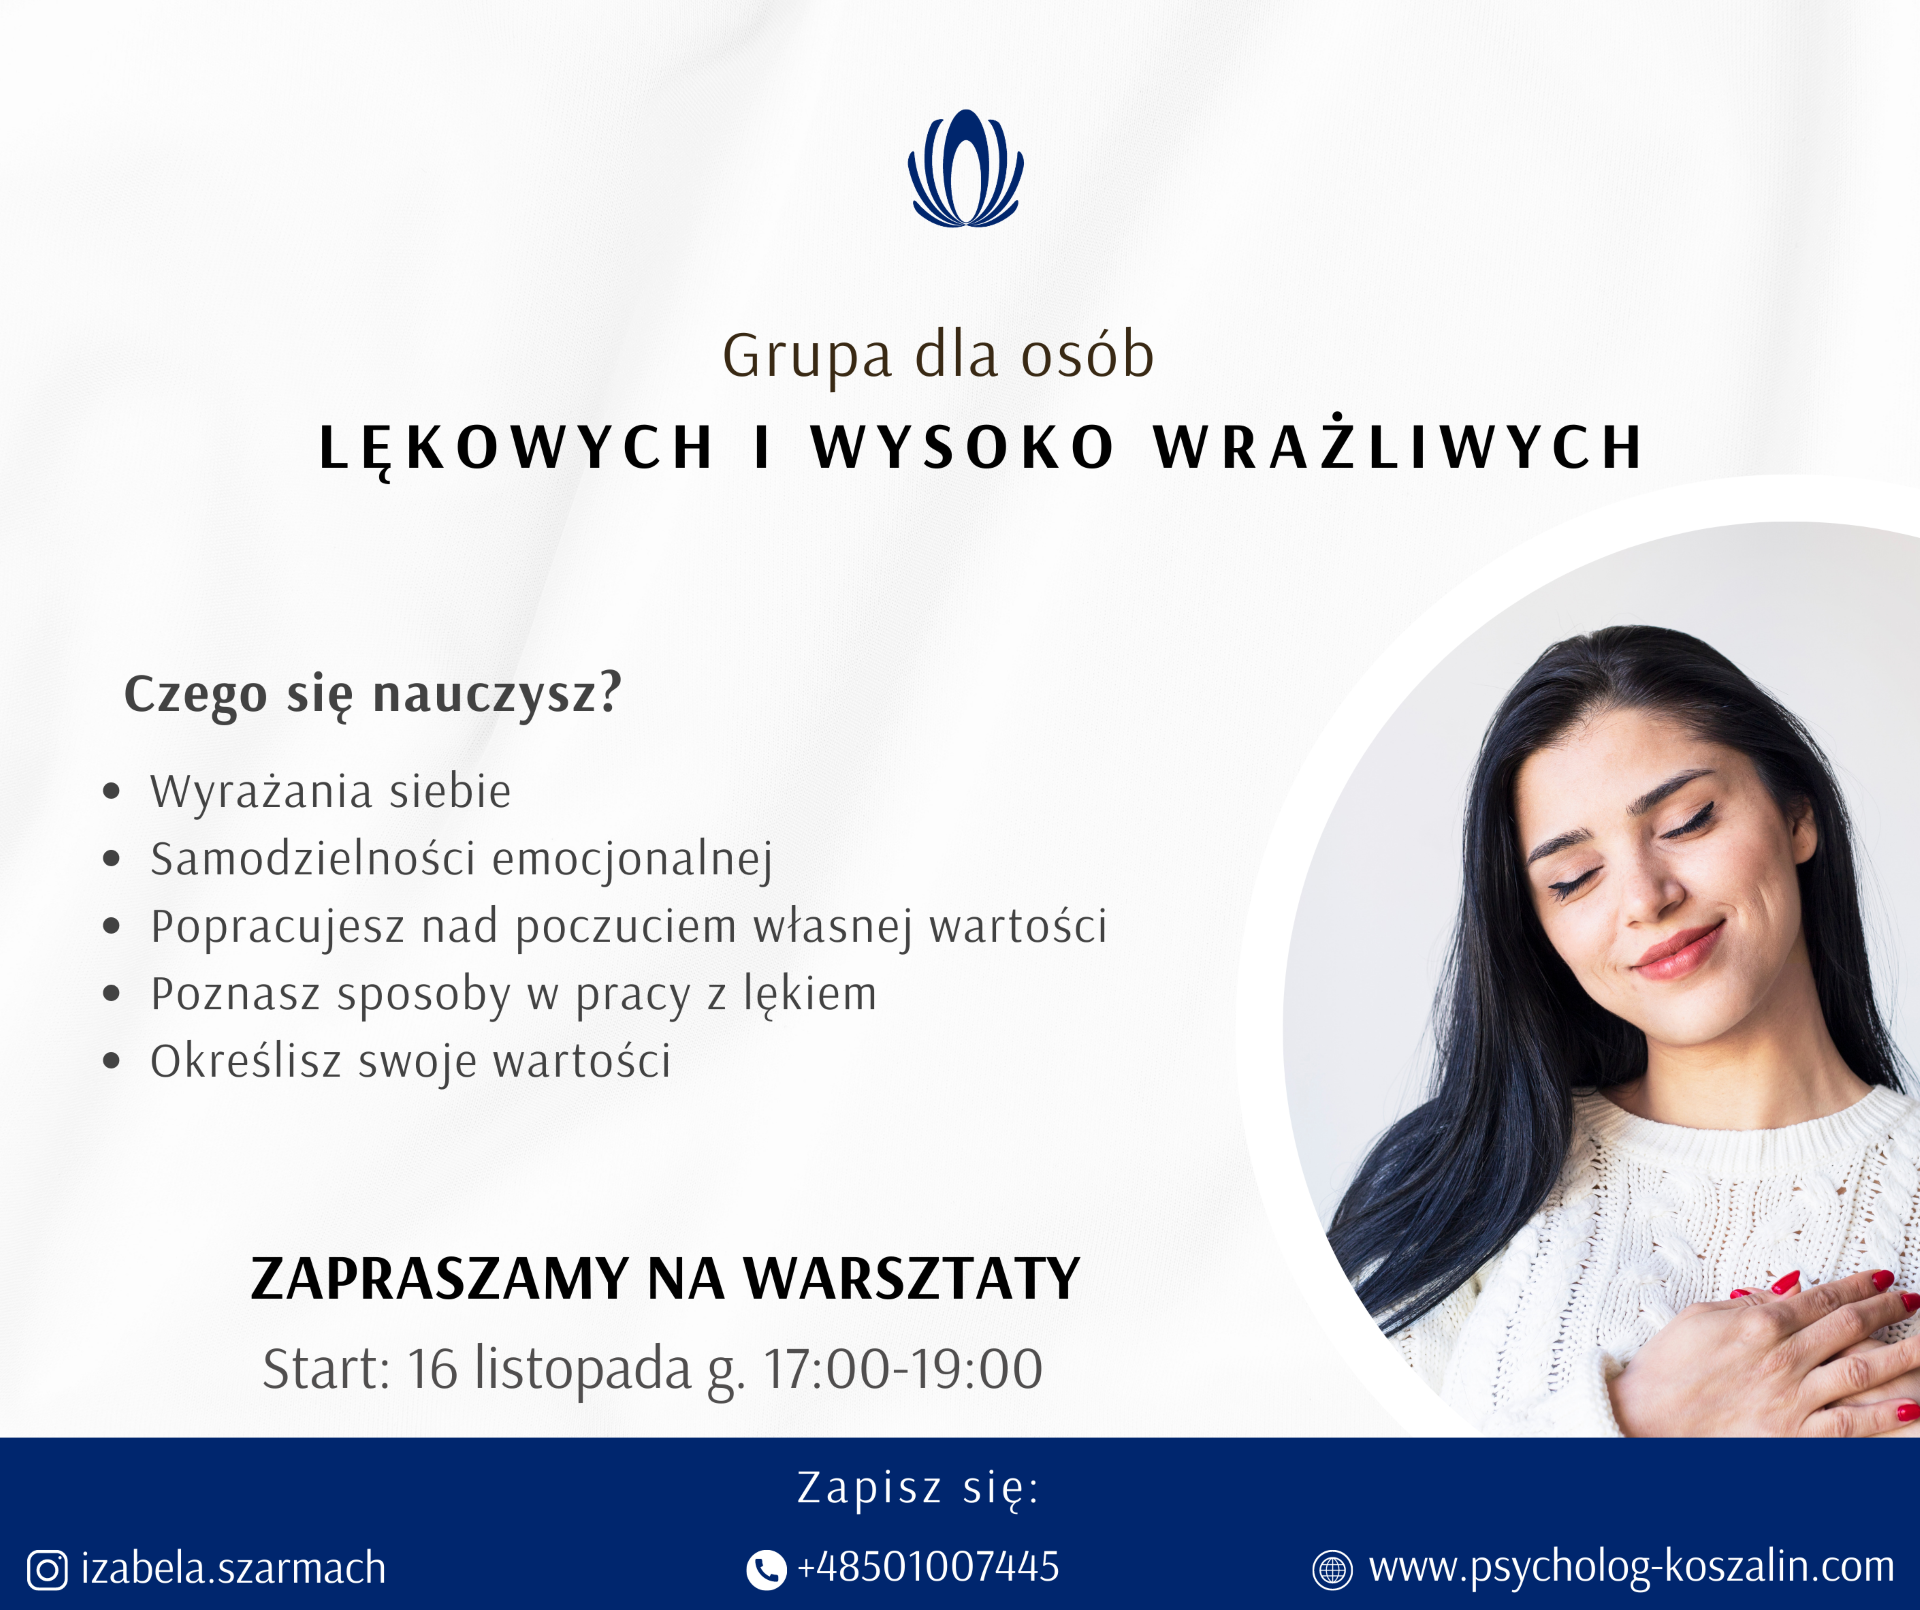 Grupa dla osób
LĘKOWYCH I WYSOKO WRAŻLIWYCH
Czego się nauczysz?
• Wyrażania siebie
• Samodzielności emocjonalnej
• Popracujesz nad poczuciem własnej wartości
• Poznasz sposoby w pracy z lękiem
• Określisz swoje wartości
ZAPRASZAMY NA WARSZTATY
Start: 16 listopada g. 17:00-19:00
Zapisz się:
izabela.szarmach
+48501007445
www.psycholog-koszalin.com